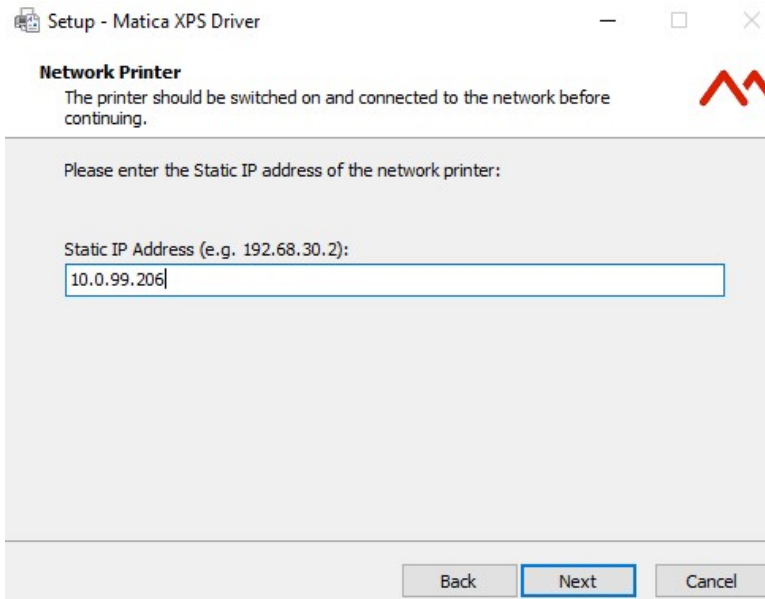 Setup - Matica XPS Driver
Network Printer
The printer should be switched on and connected to the network before
continuing.
Please enter the Static IP address of the network printer:
Static IP Address (e.g. 192.68.30.2):
10.0.99.206
Back Next Cancel